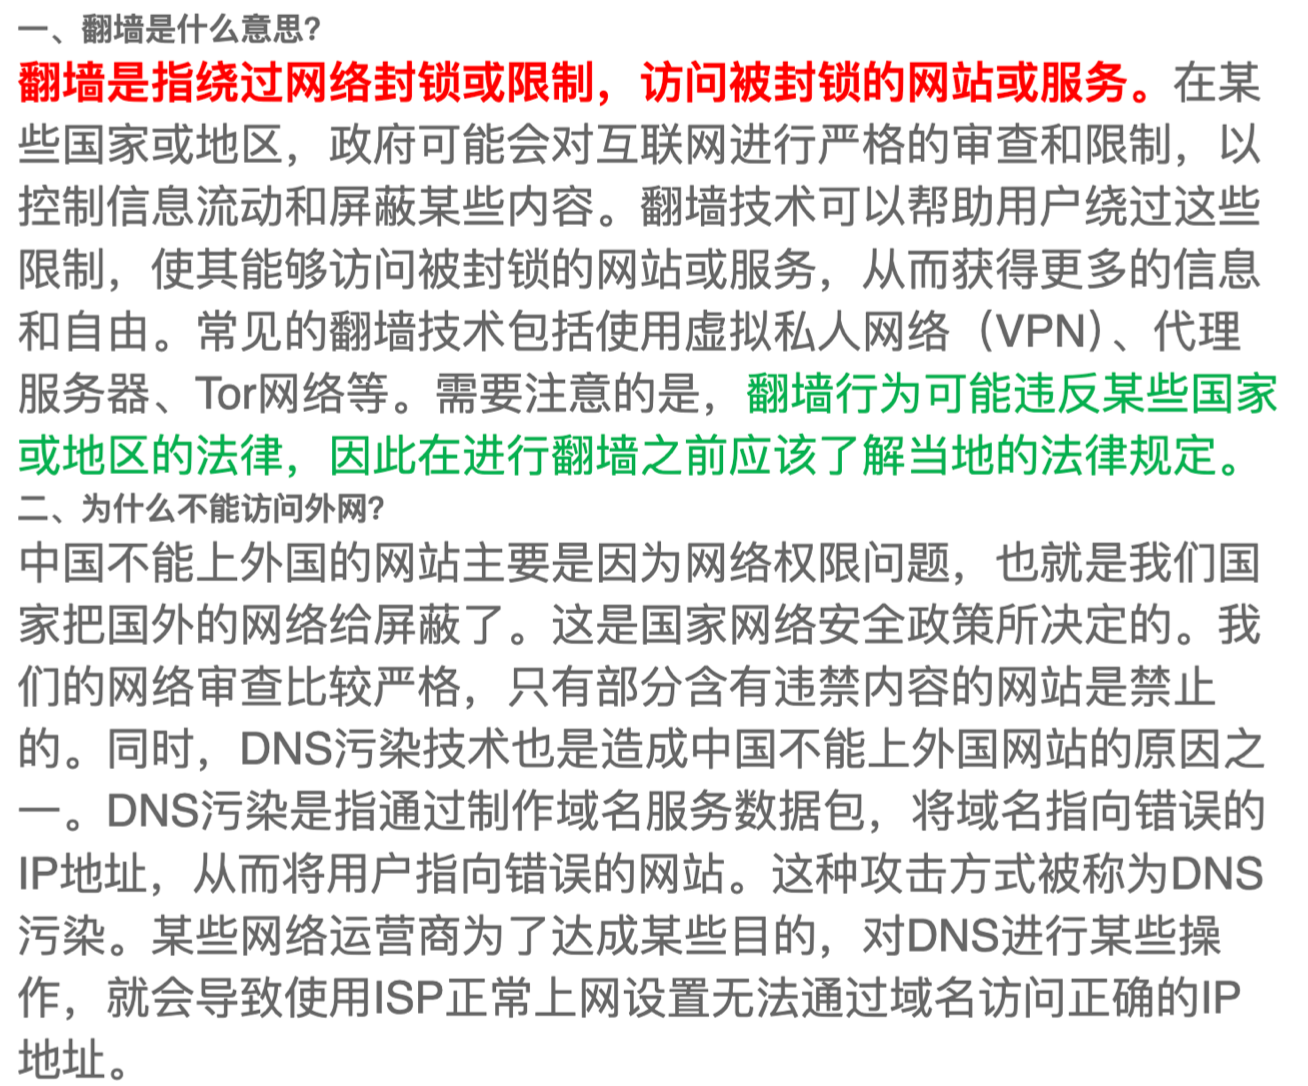 一、翻墙是什么意思?
翻墙是指绕过网络封锁或限制，访问被封锁的网站或服务。在某
些国家或地区，政府可能会对互联网进行严格的审查和限制，以
控制信息流动和屏蔽某些内容。翻墙技术可以帮助用户绕过这些
限制，使其能够访问被封锁的网站或服务，从而获得更多的信息
和自由。常见的翻墙技术包括使用虚拟私人网络（VPN）、代理
服务器、Tor网络等。需要注意的是，翻墙行为可能违反某些国家
或地区的法律，因此在进行翻墙之前应该了解当地的法律规定。
二、为什么不能访问外网?
中国不能上外国的网站主要是因为网络权限问题，也就是我们国
家把国外的网络给屏蔽了。这是国家网络安全政策所决定的。我
们的网络审查比较严格，只有部分含有违禁内容的网站是禁止
的。同时，DNS污染技术也是造成中国不能上外国网站的原因之
一。DNS污染是指通过制作域名服务数据包，将域名指向错误的
IP地址，从而将用户指向错误的网站。这种攻击方式被称为DNS
污染。某些网络运营商为了达成某些目的，对DNS进行某些操
作，就会导致使用ISP正常上网设置无法通过域名访问正确的IP
地址。